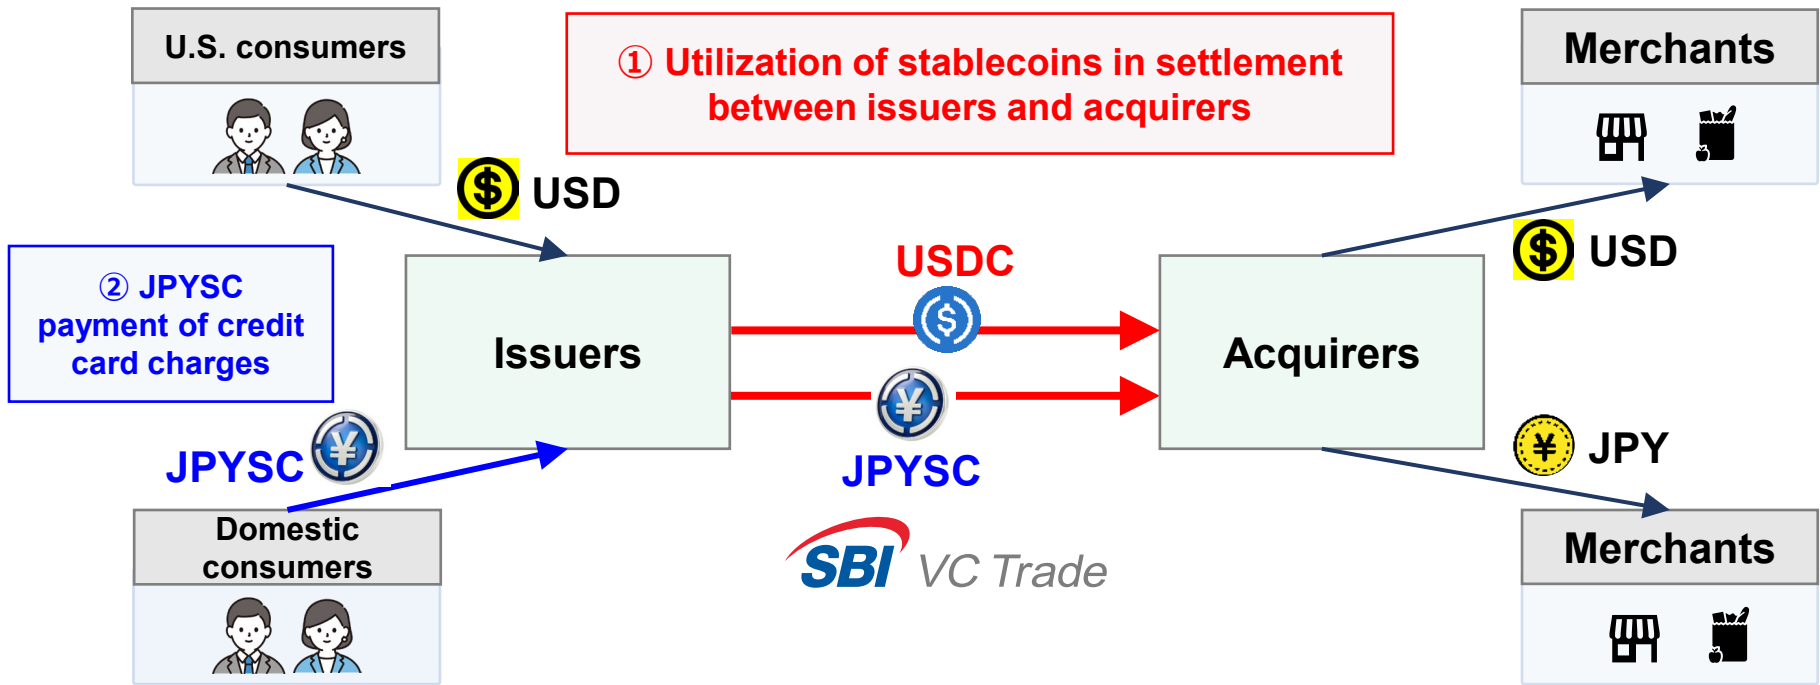 U.S. consumers
① Utilization of stablecoins in settlement
between issuers and acquirers
Merchants
USD
USD
② JPYSC
payment of credit
card charges
USDC
Issuers
Acquirers
JPYSC
JPYSC
JPY
Domestic
consumers
SBI VC Trade
Merchants